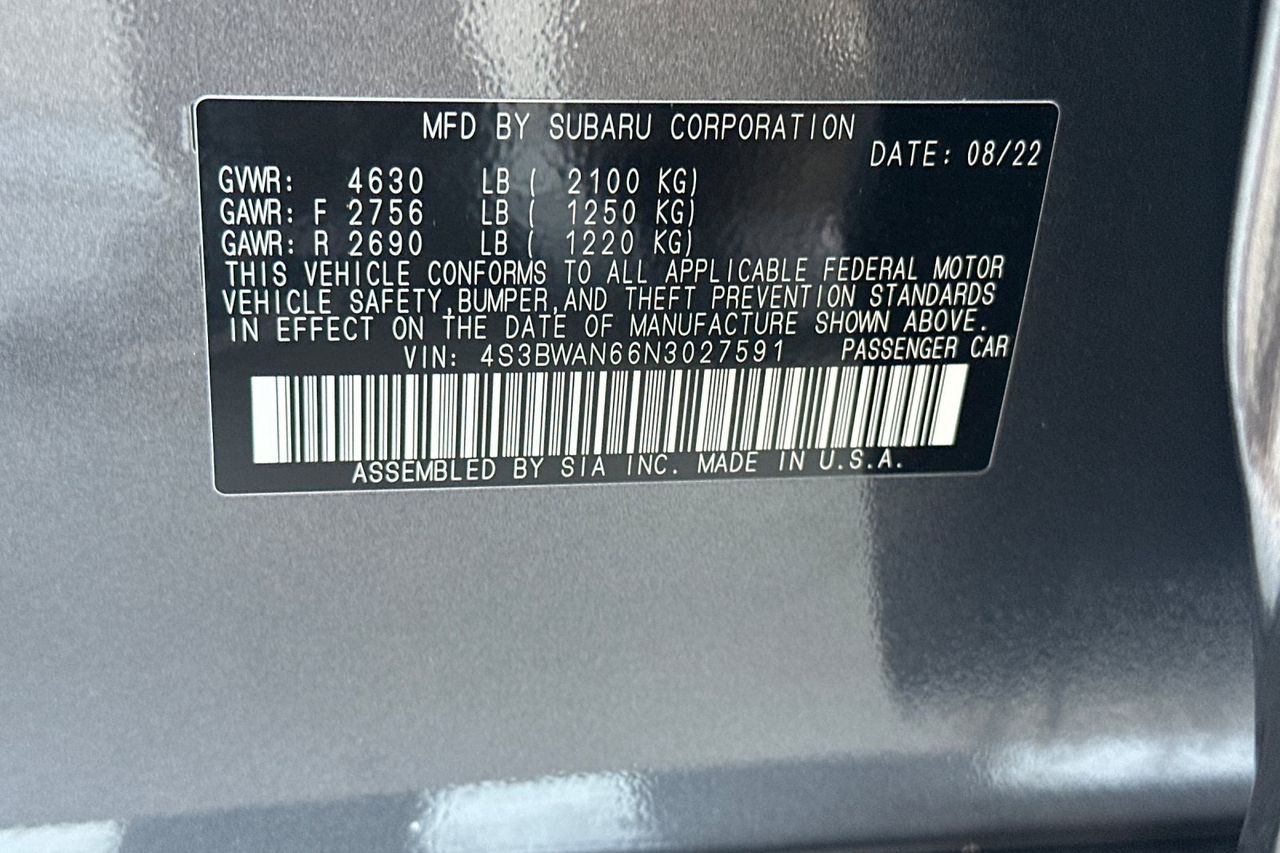 MFD BY SUBARU CORPORATION
DATE: 08/22
GVWR: 4630 LB ( 2100 KG)
GAWR: F 2756 LB ( 1250 KG)
GAWR: R 2690 LB ( 1220 KG)
THIS VEHICLE CONFORMS TO ALL APPLICABLE FEDERAL MOTOR
VEHICLE SAFETY,BUMPER,AND THEFT PREVENTION STANDARDS
IN EFFECT ON THE DATE OF MANUFACTURE SHOWN ABOVE.
VIN: 4S3BWAN66N3027591 PASSENGER CAR
ASSEMBLED BY SIA INC. MADE IN U.S.A.